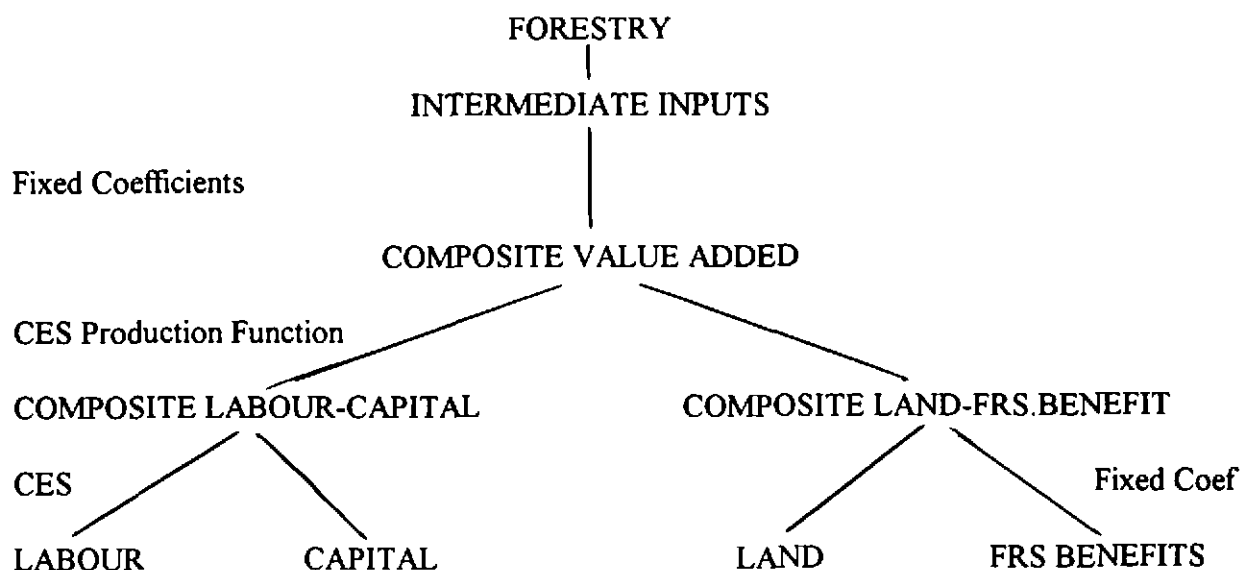 FORESTRY
INTERMEDIATE INPUTS
Fixed Coefficients
COMPOSITE VALUE ADDED
CES Production Function
COMPOSITE LABOUR-CAPITAL COMPOSITE LAND-FRS.BENEFIT
CES Fixed Coef
LABOUR CAPITAL LAND FRS BENEFITS